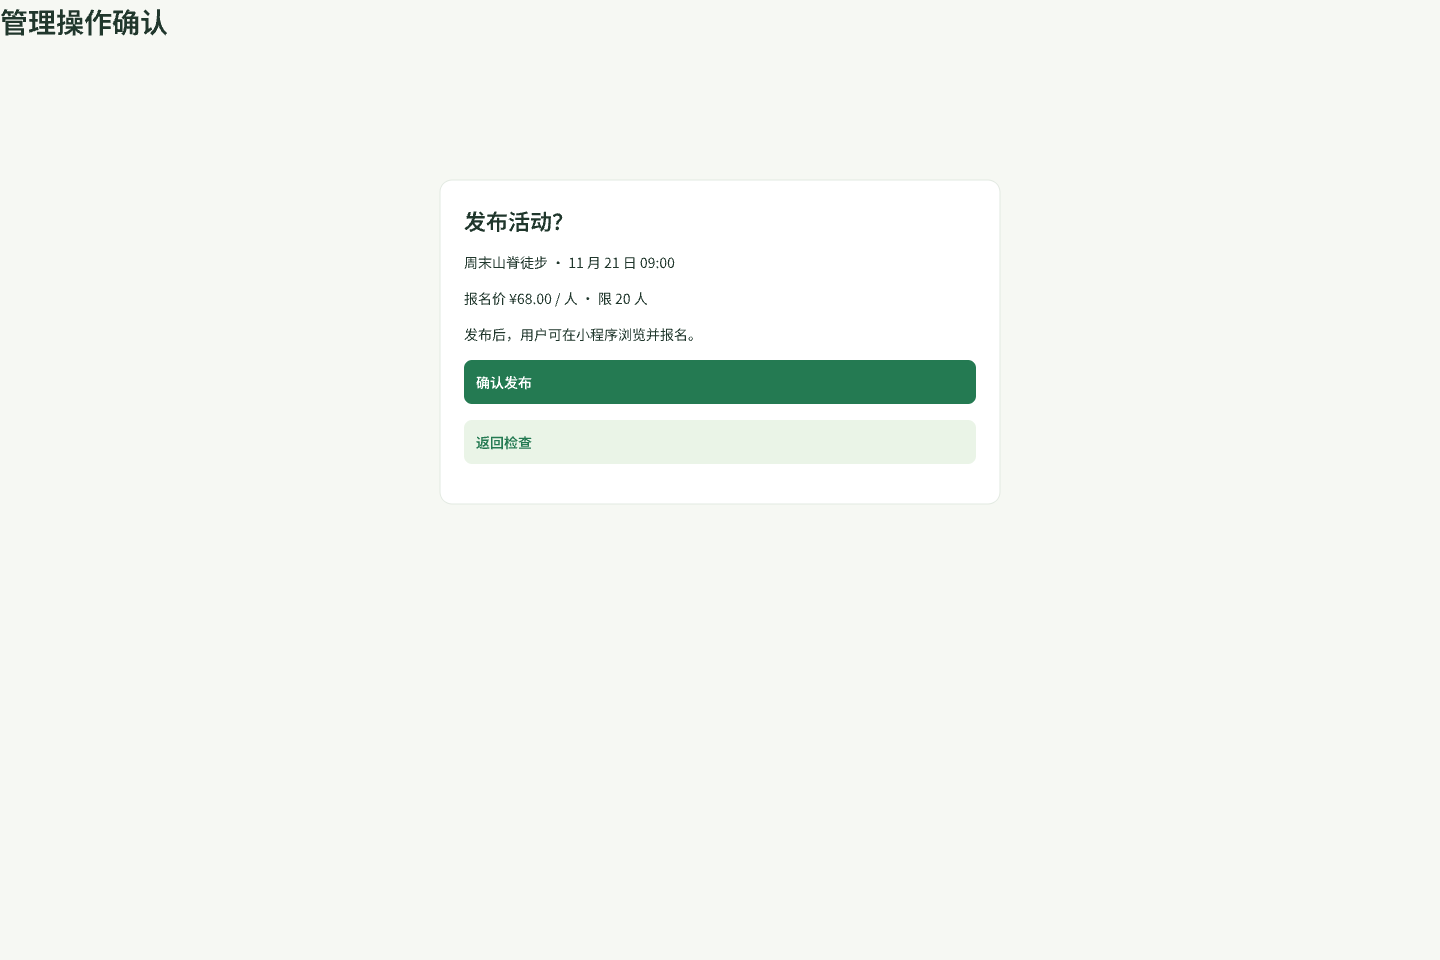 管理操作确认
发布活动？
周末山脊徒步 · 11 月 21 日 09:00
报名价 ¥68.00 / 人 · 限 20 人
发布后，用户可在小程序浏览并报名。
确认发布
返回检查